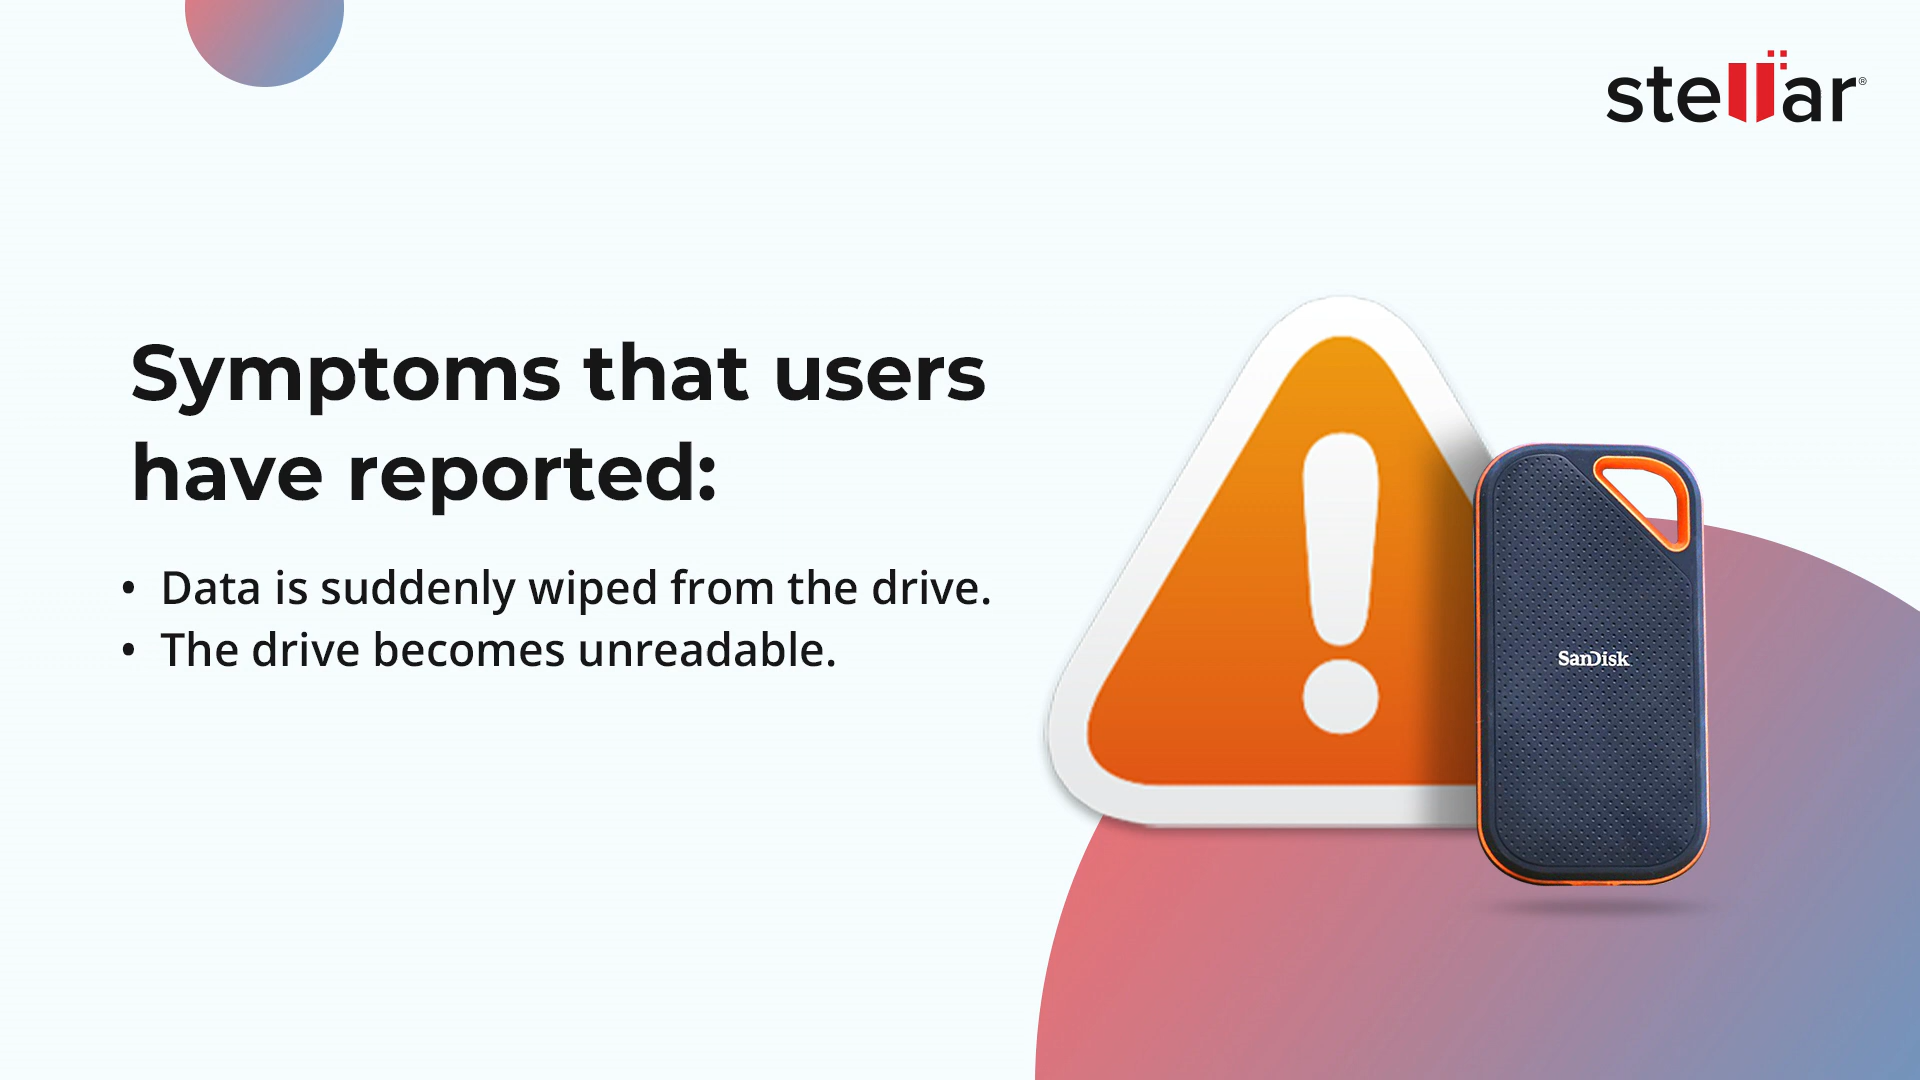 stellar®
Symptoms that users
have reported:
• Data is suddenly wiped from the drive.
• The drive becomes unreadable.
SanDisk